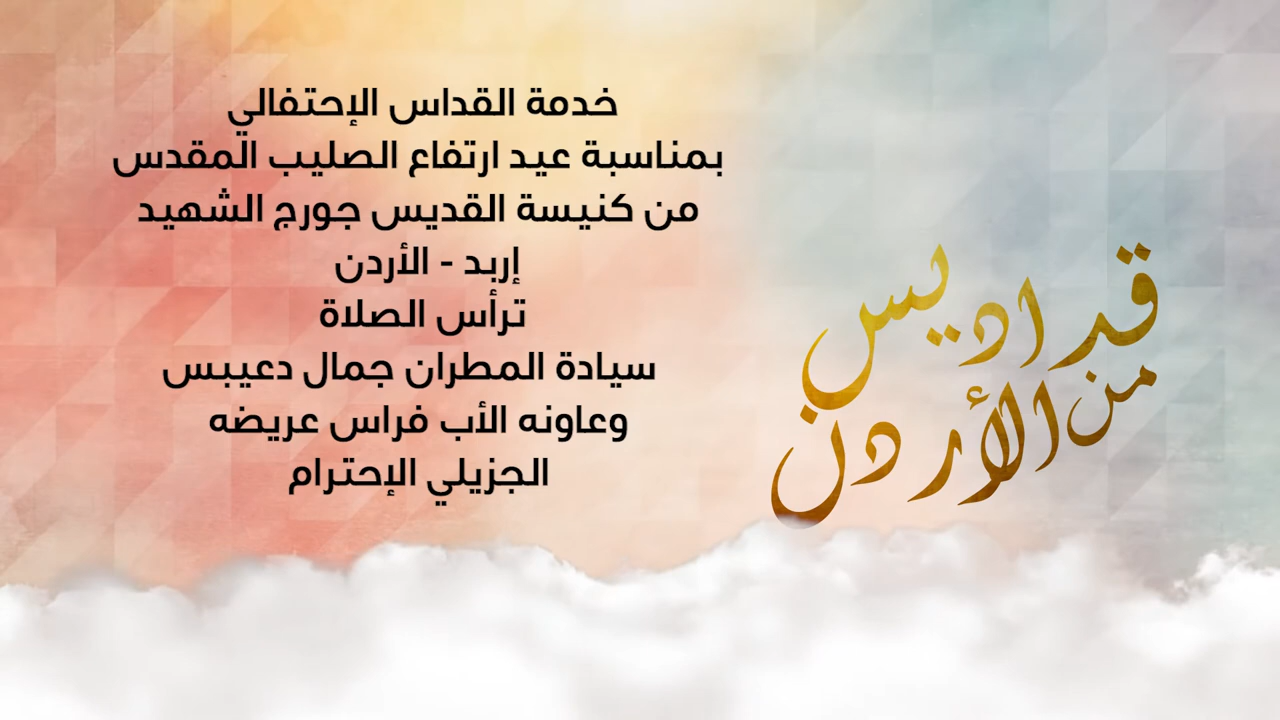 خدمة القداس الإحتفالي
بمناسبة عيد ارتفاع الصليب المقدس
من كنيسة القديس جورج الشهيد
إربد - الأردن
ترأس الصلاة
سيادة المطران جمال دعيبس
وعاونه الأب فراس عريضه
الجزيلي الإحترام
قداديس
من الأردن